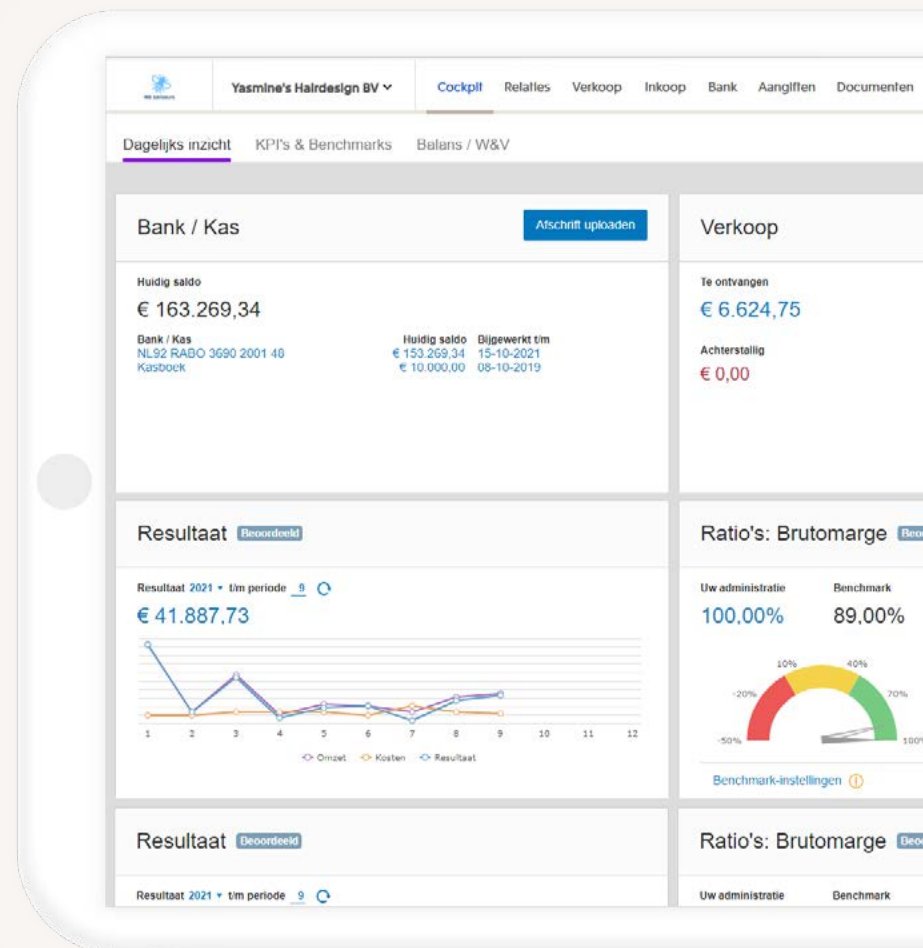 Yasmine's Hairdesign BV
Cockpit Relaties Verkoop Inkoop Bank Aangiften Documenten
Dagelijks inzicht KPI's & Benchmarks Balans / W&V
Bank / Kas
Afschrift uploaden
Huidig saldo
€ 163.269,34
Bank / Kas Huidig saldo Bijgewerkt t/m
NL92 RABO 3690 2001 48 € 153.269,34 15-10-2021
Kasboek € 10.000,00 08-10-2019
Verkoop
Te ontvangen
€ 6.624,75
Achterstallig
€ 0,00
Resultaat Beoordeeld
Resultaat 2021 t/m periode 9
€ 41.887,73
1 2 3 4 5 6 7 8 9 10 11 12
Omzet Kosten Resultaat
Ratio's: Brutomarge Beoo
Uw administratie Benchmark
100,00% 89,00%
10% 40%
-20% 70%
-50% 100%
Benchmark-instellingen
Resultaat Beoordeeld
Resultaat 2021 t/m periode 9
Ratio's: Brutomarge Beoo
Uw administratie Benchmark